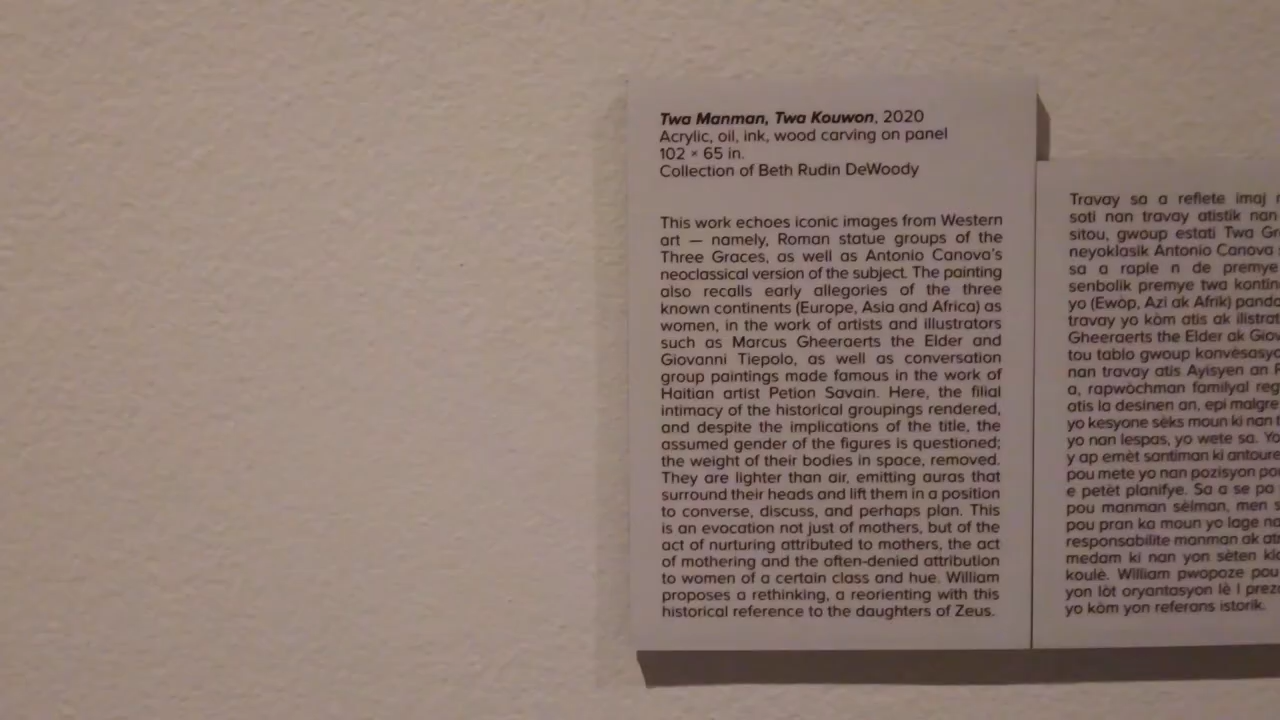 Twa Manman, Twa Kouwon, 2020
Acrylic, oil, ink, wood carving on panel
102 × 65 in.
Collection of Beth Rudin DeWoody
This work echoes iconic images from Western
art — namely, Roman statue groups of the
Three Graces, as well as Antonio Canova's
neoclassical version of the subject. The painting
also recalls early allegories of the three
known continents (Europe, Asia and Africa) as
women, in the work of artists and illustrators
such as Marcus Gheeraerts the Elder and
Giovanni Tiepolo, as well as conversation
group paintings made famous in the work of
Haitian artist Petion Savain. Here, the filial
intimacy of the historical groupings rendered,
and despite the implications of the title, the
assumed gender of the figures is questioned;
the weight of their bodies in space, removed.
They are lighter than air, emitting auras that
surround their heads and lift them in a position
to converse, discuss, and perhaps plan. This
is an evocation not just of mothers, but of the
act of nurturing attributed to mothers, the act
of mothering and the often-denied attribution
to women of a certain class and hue. William
proposes a rethinking, a reorienting with this
historical reference to the daughters of Zeus.
Travay sa a reflete imaj
soti nan travay atistik nan
sitou, gwoup estati Twa
neyoklasik Antonio Canova
sa a raple n de premye
senbolik premye twa
yo (Ewòp, Azi ak Afrik)
travay yo kòm atis ak
Gheeraerts the Elder ak
tou tablo gwoup
nan travay atis Ayisyen an
a, rapwòchman familyal
atis la desinen an, epi malgre
yo kesyone sèks moun ki nan
yo nan lespas, yo wete sa.
y ap emèt santiman ki
pou mete yo nan pozisyon
e petèt planifye. Sa a se pa
pou manman sèlman, men
pou pran ka moun yo lage
responsabilite manman ak
medam ki nan yon sèten
koulè. William pwopoze pou
yon lòt oryantasyon lè l
yo kòm yon referans istorik.